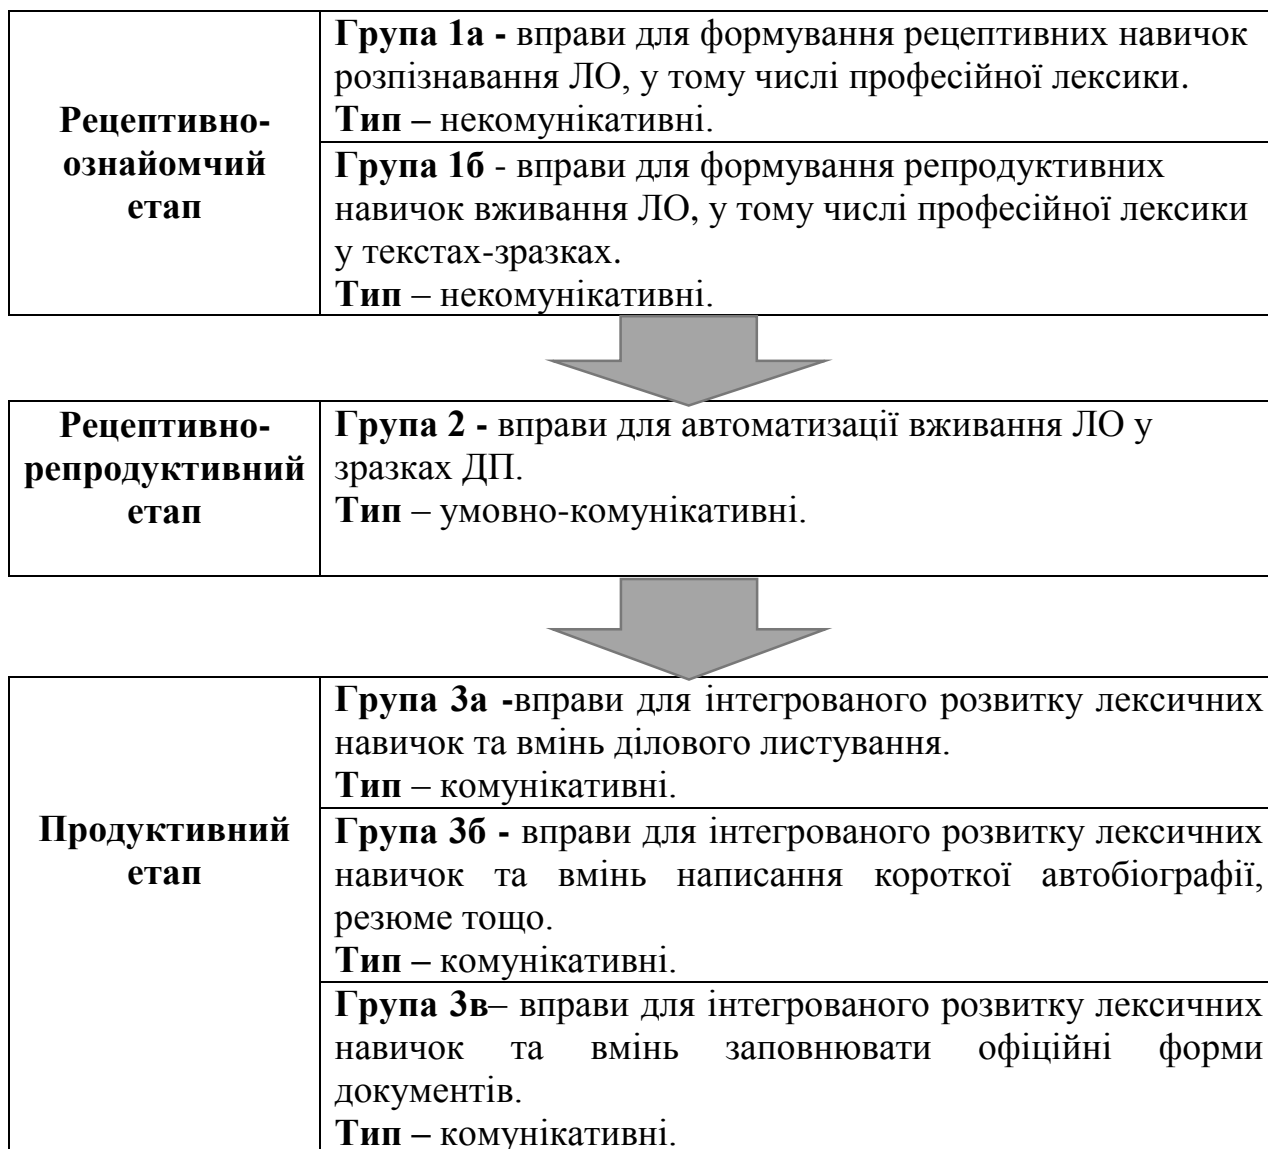 Рецептивно-
ознайомчий
етап
Група 1а - вправи для формування рецептивних навичок
розпізнавання ЛО, у тому числі професійної лексики.
Тип – некомунікативні.
Група 1б - вправи для формування репродуктивних
навичок вживання ЛО, у тому числі професійної лексики
у текстах-зразках.
Тип – некомунікативні.
Рецептивно-
репродуктивний
етап
Група 2 - вправи для автоматизації вживання ЛО у
зразках ДП.
Тип – умовно-комунікативні.
Продуктивний
етап
Група 3а -вправи для інтегрованого розвитку лексичних
навичок та вмінь ділового листування.
Тип – комунікативні.
Група 3б - вправи для інтегрованого розвитку лексичних
навичок та вмінь написання короткої автобіографії,
резюме тощо.
Тип – комунікативні.
Група 3в– вправи для інтегрованого розвитку лексичних
навичок та вмінь заповнювати офіційні форми
документів.
Тип – комунікативні.